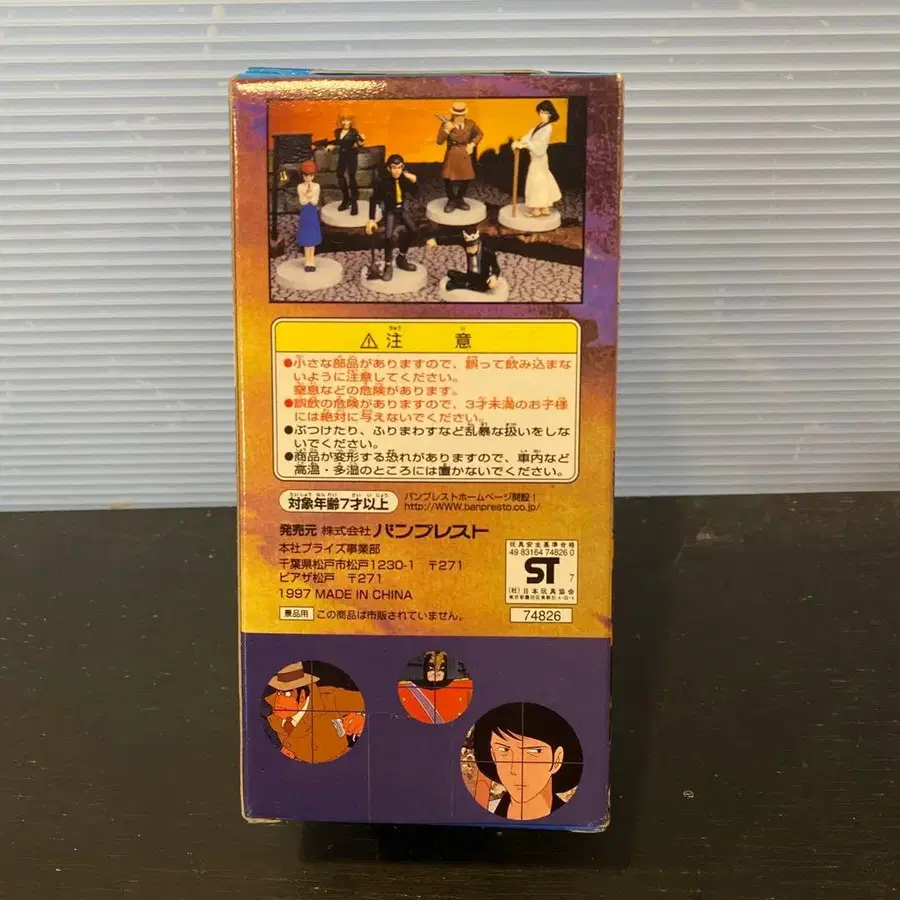 注意
●小さな部品がありますので、誤って飲み込まな
いように注意してください。
窒息などの危険があります。
●誤飲の危険がありますので、3才未満のお子様
には絶対に与えないでください。
●ぶつけたり、ふりまわすなど乱暴な扱いをしな
いでください。
●商品が変形する恐れがありますので、車内など
高温・多湿のところには置かないでください。
対象年齢7才以上
バンプレストホームページ開設!
http://WWW.banpresto.co.jp/
発売元 株式会社 バンプレスト
本社プライズ事業部
千葉県松戸市松戸1230-1 〒271
ピアザ松戸 〒271
1997 MADE IN CHINA
景品用 この商品は市販されていません。
玩具安全基準合格
49 83164 74826 0
ST 7
(社)日本玩具協会
74826